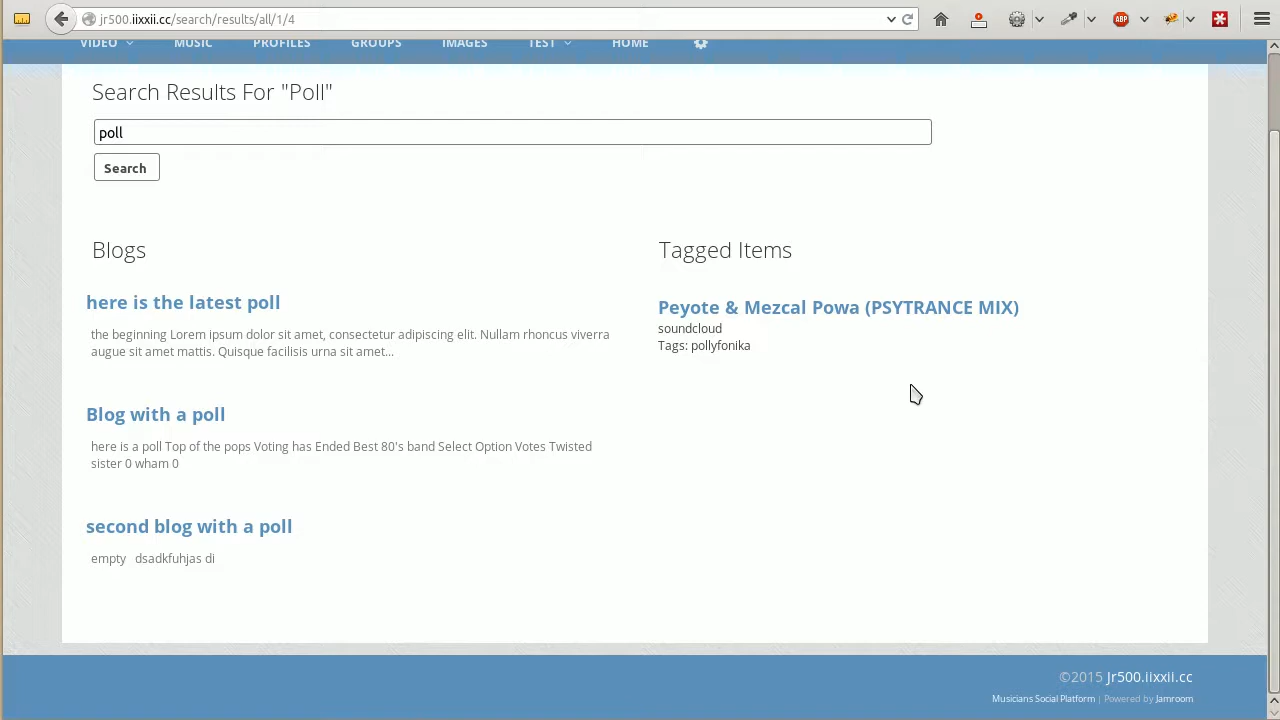 jr500.iixxii.cc/search/results/all/1/4
ABP
VIDEO MUSIC PROFILES GROUPS IMAGES TEST HOME
Search Results For "Poll"
poll
Search
Blogs
here is the latest poll
the beginning Lorem ipsum dolor sit amet, consectetur adipiscing elit. Nullam rhoncus viverra
augue sit amet mattis. Quisque facilisis urna sit amet...
Blog with a poll
here is a poll Top of the pops Voting has Ended Best 80's band Select Option Votes Twisted
sister 0 wham 0
second blog with a poll
empty dsadkfuhjas di
Tagged Items
Peyote & Mezcal Powa (PSYTRANCE MIX)
soundcloud
Tags: pollyfonika
©2015 Jr500.iixxii.cc
Musicians Social Platform | Powered by Jamroom